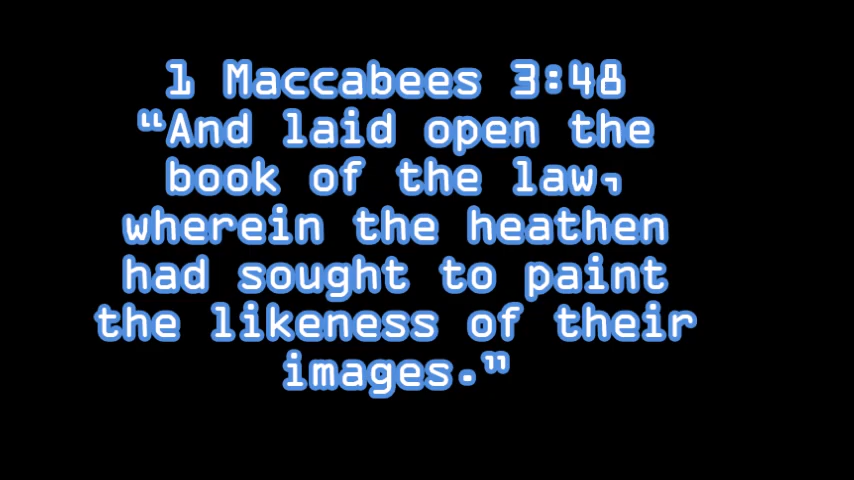 1 Maccabees 3:48
“And laid open the
book of the law,
wherein the heathen
had sought to paint
the likeness of their
images.”